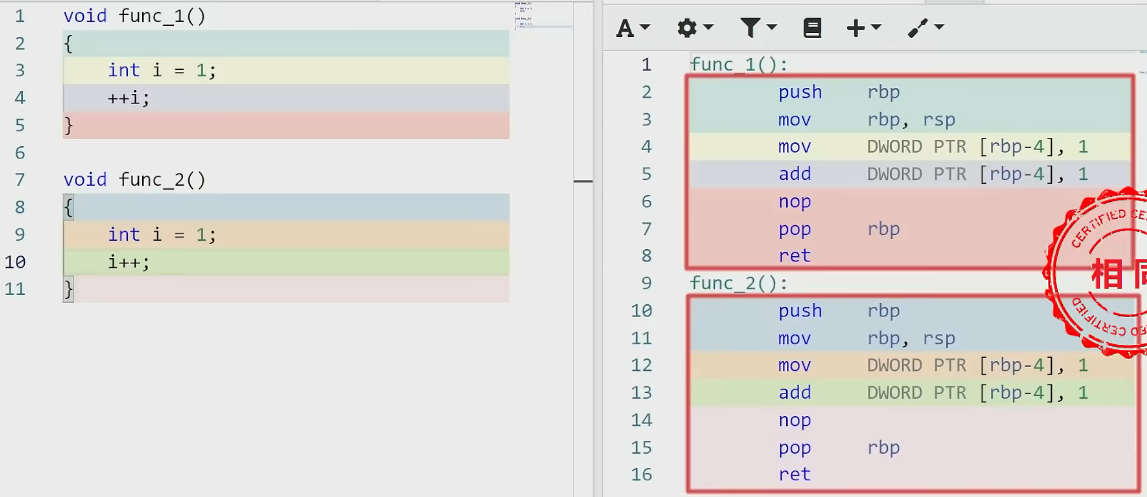 1 void func_1()
2 {
3 int i = 1;
4 ++i;
5 }
6
7 void func_2()
8 {
9 int i = 1;
10 i++;
11 }
A
1 func_1():
2 push rbp
3 mov rbp, rsp
4 mov DWORD PTR [rbp-4], 1
5 add DWORD PTR [rbp-4], 1
6 nop
7 pop rbp
8 ret
9 func_2():
10 push rbp
11 mov rbp, rsp
12 mov DWORD PTR [rbp-4], 1
13 add DWORD PTR [rbp-4], 1
14 nop
15 pop rbp
16 ret
CERTIFIED
相同
CERTIFIED